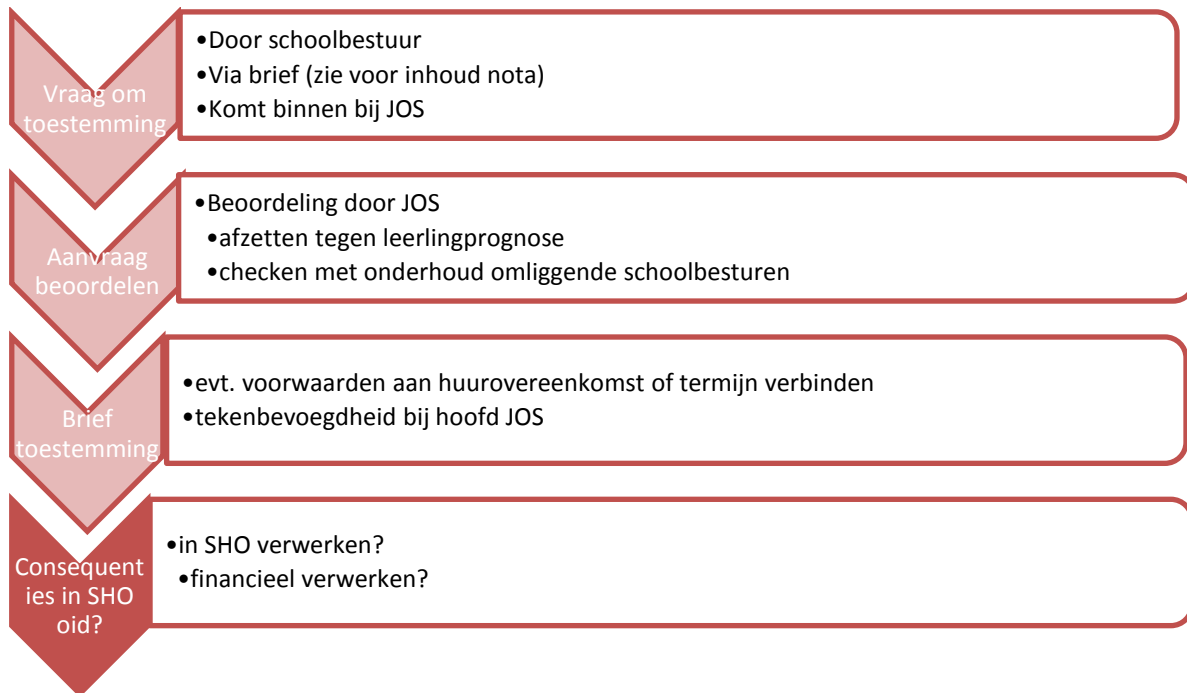 Vraag om
toestemming
•Door schoolbestuur
•Via brief (zie voor inhoud nota)
•Komt binnen bij JOS
Aanvraag
beoordelen
•Beoordeling door JOS
•afzetten tegen leerlingprognose
•checken met onderhoud omliggende schoolbesturen
Brief
toestemming
•evt. voorwaarden aan huurovereenkomst of termijn verbinden
•tekenbevoegdheid bij hoofd JOS
Consequent
ies in SHO
oid?
•in SHO verwerken?
•financieel verwerken?